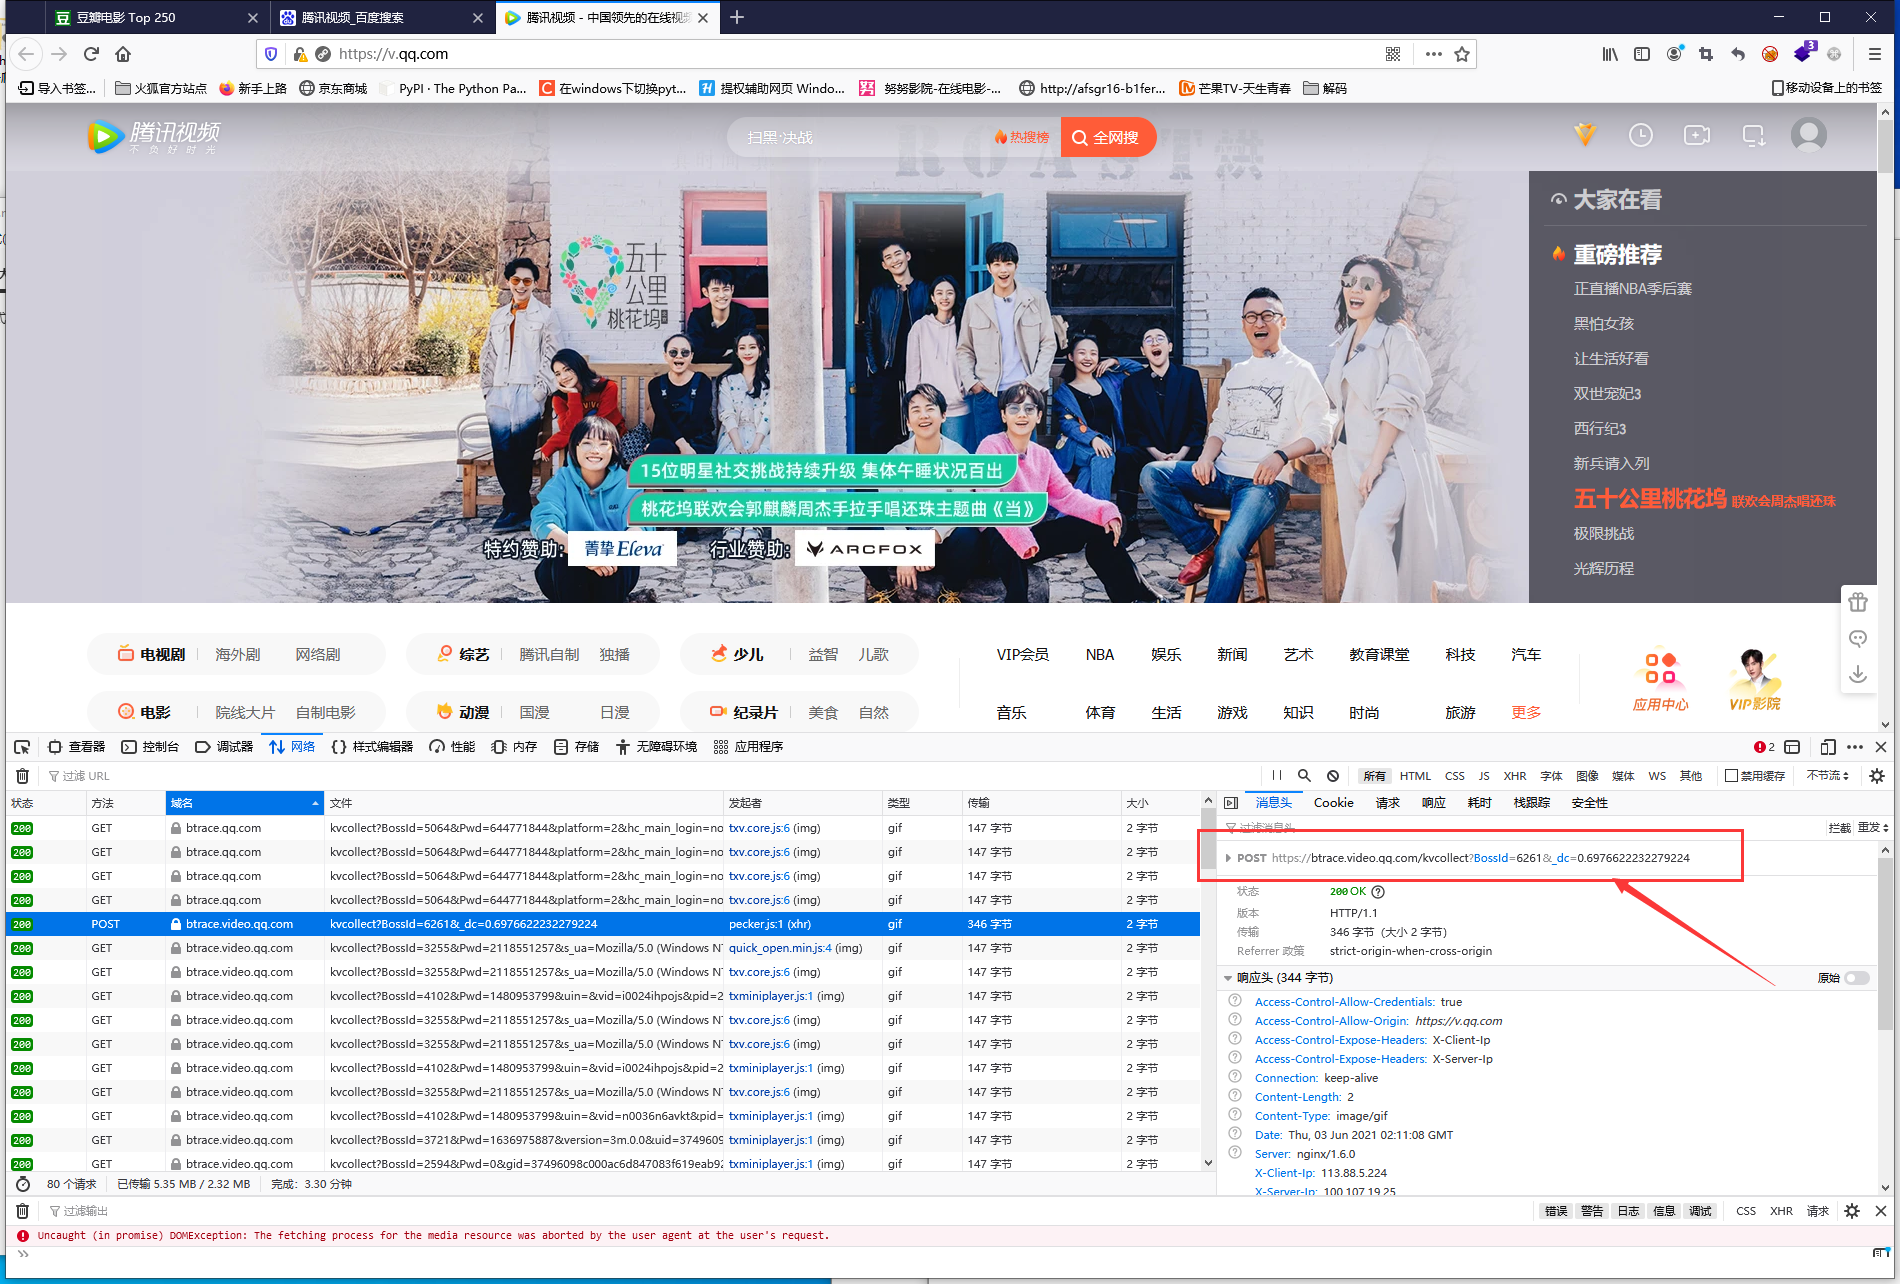 豆瓣电影 Top 250
腾讯视频_百度搜索
腾讯视频 - 中国领先的在线视频
https://v.qq.com
3
导入书签...
火狐官方站点
新手上路
京东商城
PyPI · The Python Pa...
在windows下切换pyt...
提权辅助网页 Windo...
努努影院-在线电影-...
http://afsgr16-b1fer...
芒果TV-天生青春
解码
移动设备上的书签
腾讯视频
不负好时光
扫黑·决战
热搜榜
全网搜
ROAST
大家在看
重磅推荐
正直播NBA季后赛
黑怕女孩
让生活好看
双世宠妃3
西行纪3
新兵请入列
五十公里桃花坞 联欢会周杰唱还珠
极限挑战
光辉历程
五十
公里
桃花坞
15位明星社交挑战持续升级 集体午睡状况百出
桃花坞联欢会郭麒麟周杰手拉手唱还珠主题曲《当》
特约赞助: 菁挚Eleva 行业赞助: ARCFOX
电视剧 海外剧 网络剧
综艺 腾讯自制 独播
少儿 益智 儿歌
VIP会员 NBA 娱乐 新闻 艺术 教育课堂 科技 汽车
电影 院线大片 自制电影
动漫 国漫 日漫
纪录片 美食 自然
音乐 体育 生活 游戏 知识 时尚 旅游 更多
应用中心
VIP影院
查看器 控制台 调试器 网络 样式编辑器 性能 内存 存储 无障碍环境 应用程序
2
过滤 URL
所有 HTML CSS JS XHR 字体 图像 媒体 WS 其他 禁用缓存 不节流
状态 方法 域名 文件 发起者 类型 传输 大小
200 GET btrace.qq.com kvcollect?BossId=5064&Pwd=644771844&platform=2&hc_main_login=no txv.core.js:6 (img) gif 147 字节 2 字节
200 GET btrace.qq.com kvcollect?BossId=5064&Pwd=644771844&platform=2&hc_main_login=no txv.core.js:6 (img) gif 147 字节 2 字节
200 GET btrace.qq.com kvcollect?BossId=5064&Pwd=644771844&platform=2&hc_main_login=no txv.core.js:6 (img) gif 147 字节 2 字节
200 GET btrace.qq.com kvcollect?BossId=5064&Pwd=644771844&platform=2&hc_main_login=no txv.core.js:6 (img) gif 147 字节 2 字节
200 POST btrace.video.qq.com kvcollect?BossId=6261&_dc=0.6976622232279224 pecker.js:1 (xhr) gif 346 字节 2 字节
200 GET btrace.video.qq.com kvcollect?BossId=3255&Pwd=2118551257&s_ua=Mozilla/5.0 (Windows N quick_open.min.js:4 (img) gif 147 字节 2 字节
200 GET btrace.video.qq.com kvcollect?BossId=3255&Pwd=2118551257&s_ua=Mozilla/5.0 (Windows N txv.core.js:6 (img) gif 147 字节 2 字节
200 GET btrace.video.qq.com kvcollect?BossId=4102&Pwd=1480953799&uin=&vid=i0024ihpojs&pid=2 txminiplayer.js:1 (img) gif 147 字节 2 字节
200 GET btrace.video.qq.com kvcollect?BossId=3255&Pwd=2118551257&s_ua=Mozilla/5.0 (Windows N txv.core.js:6 (img) gif 147 字节 2 字节
200 GET btrace.video.qq.com kvcollect?BossId=3255&Pwd=2118551257&s_ua=Mozilla/5.0 (Windows N txv.core.js:6 (img) gif 147 字节 2 字节
200 GET btrace.video.qq.com kvcollect?BossId=4102&Pwd=1480953799&uin=&vid=i0024ihpojs&pid=2 txminiplayer.js:1 (img) gif 147 字节 2 字节
200 GET btrace.video.qq.com kvcollect?BossId=3255&Pwd=2118551257&s_ua=Mozilla/5.0 (Windows N txv.core.js:6 (img) gif 147 字节 2 字节
200 GET btrace.video.qq.com kvcollect?BossId=4102&Pwd=1480953799&uin=&vid=n0036n6avkt&pid= txminiplayer.js:1 (img) gif 147 字节 2 字节
200 GET btrace.video.qq.com kvcollect?BossId=3721&Pwd=1636975887&version=3m.0.0&uid=374960 txminiplayer.js:1 (img) gif 147 字节 2 字节
200 GET btrace.video.qq.com kvcollect?BossId=2594&Pwd=0&gid=37496098c000ac6d847083f619eab92 txminiplayer.js:1 (img) gif 147 字节 2 字节
80 个请求 已传输 5.35 MB / 2.32 MB 完成: 3.30 分钟
消息头 Cookie 请求 响应 耗时 栈跟踪 安全性
过滤消息头
拦截 重发
POST https://btrace.video.qq.com/kvcollect?BossId=6261&_dc=0.6976622232279224
状态 200 OK
版本 HTTP/1.1
传输 346 字节 (大小 2 字节)
Referrer 政策 strict-origin-when-cross-origin
响应头 (344 字节)
原始
Access-Control-Allow-Credentials: true
Access-Control-Allow-Origin: https://v.qq.com
Access-Control-Expose-Headers: X-Client-Ip
Access-Control-Expose-Headers: X-Server-Ip
Connection: keep-alive
Content-Length: 2
Content-Type: image/gif
Date: Thu, 03 Jun 2021 02:11:08 GMT
Server: nginx/1.6.0
X-Client-Ip: 113.88.5.224
X-Server-Ip: 100.107.19.25
过滤输出
错误 警告 日志 信息 调试 CSS XHR 请求
Uncaught (in promise) DOMException: The fetching process for the media resource was aborted by the user agent at the user's request.